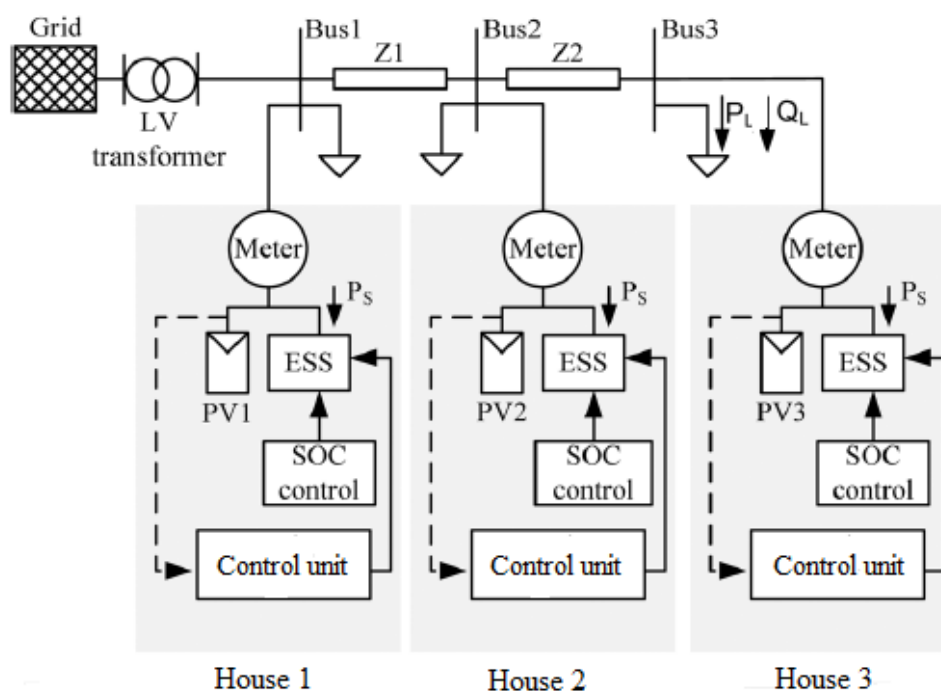 Grid
Bus1
Bus2
Bus3
Z1
Z2
LV
transformer
PL
QL
Meter
Meter
Meter
PS
PS
PS
ESS
ESS
ESS
PV1
PV2
PV3
SOC
control
SOC
control
SOC
control
Control unit
Control unit
Control unit
House 1
House 2
House 3